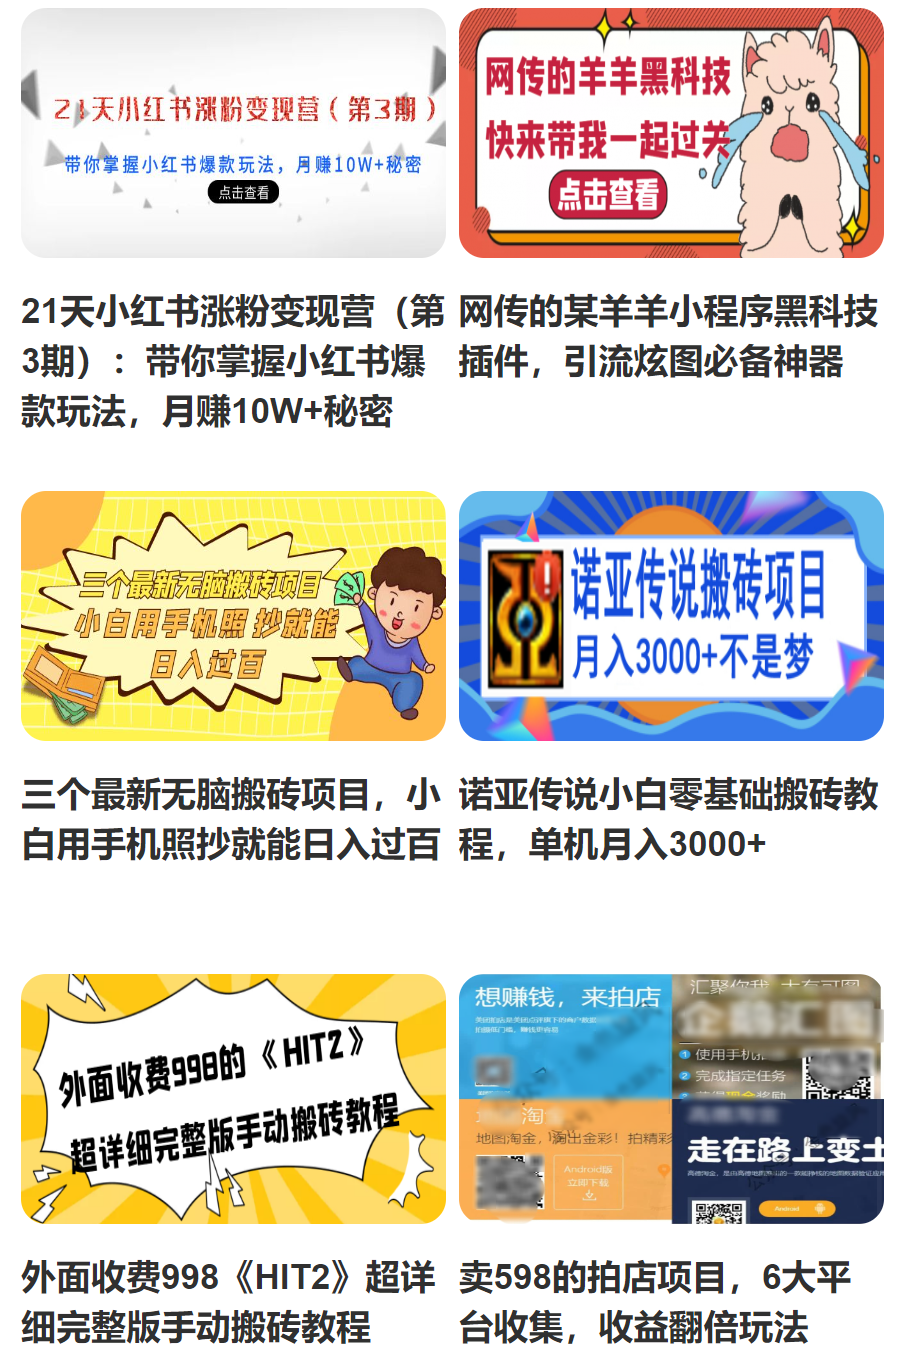 21天小红书涨粉变现营（第3期）
带你掌握小红书爆款玩法，月赚10W+秘密
点击查看
网传的羊羊黑科技
快来带我一起过关
点击查看
21天小红书涨粉变现营（第
3期）：带你掌握小红书爆
款玩法，月赚10W+秘密
网传的某羊羊小程序黑科技
插件，引流炫图必备神器
三个最新无脑搬砖项目
小白用手机照 抄就能
日入过百
诺亚传说搬砖项目
月入3000+不是梦
三个最新无脑搬砖项目，小
白用手机照抄就能日入过百
诺亚传说小白零基础搬砖教
程，单机月入3000+
外面收费998的《HIT2》
超详细完整版手动搬砖教程
想赚钱，来拍店
汇聚你我
1 使用手机
2 完成指定任务
现金奖励
淘
地图淘金，淘出金彩！拍精彩
Android版
立即下载
走在路上变土
Android
外面收费998《HIT2》超详
细完整版手动搬砖教程
卖598的拍店项目，6大平
台收集，收益翻倍玩法